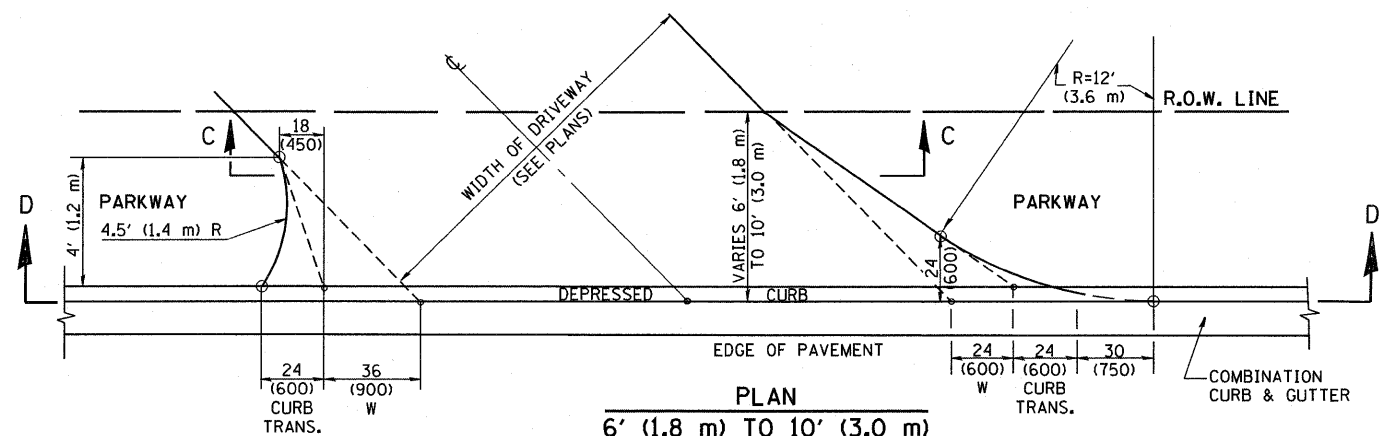 R=12'
(3.6 m)
R.O.W. LINE
18
(450)
C
WIDTH OF DRIVEWAY
(SEE PLANS)
C
D
4' (1.2 m)
PARKWAY
4.5' (1.4 m) R
VARIES 6' (1.8 m)
TO 10' (3.0 m)
24
(600)
PARKWAY
D
DEPRESSED CURB
EDGE OF PAVEMENT
24
(600)
CURB
TRANS.
36
(900)
W
24
(600)
W
24
(600)
CURB
TRANS.
30
(750)
COMBINATION
CURB & GUTTER
PLAN
6' (1.8 m) TO 10' (3.0 m)